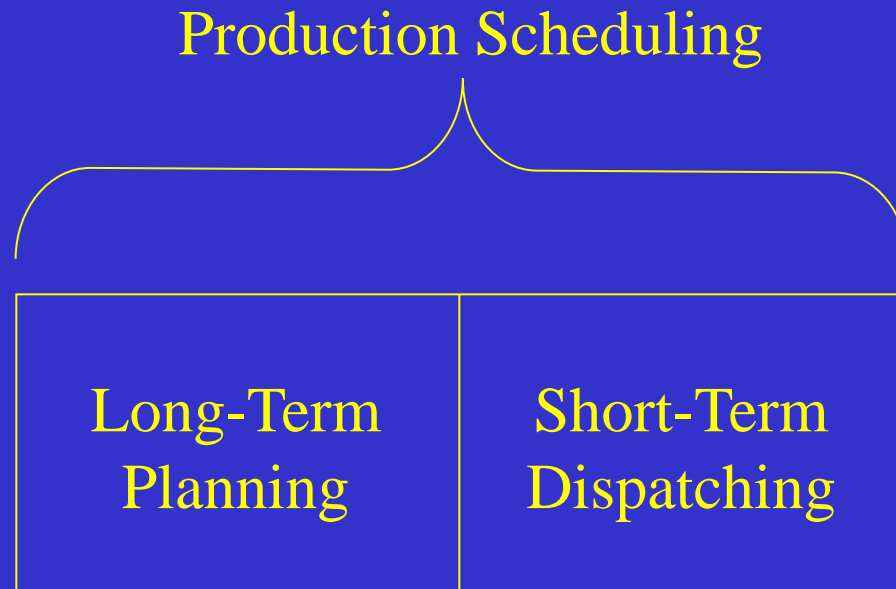 Production Scheduling
Long-Term
Planning
Short-Term
Dispatching